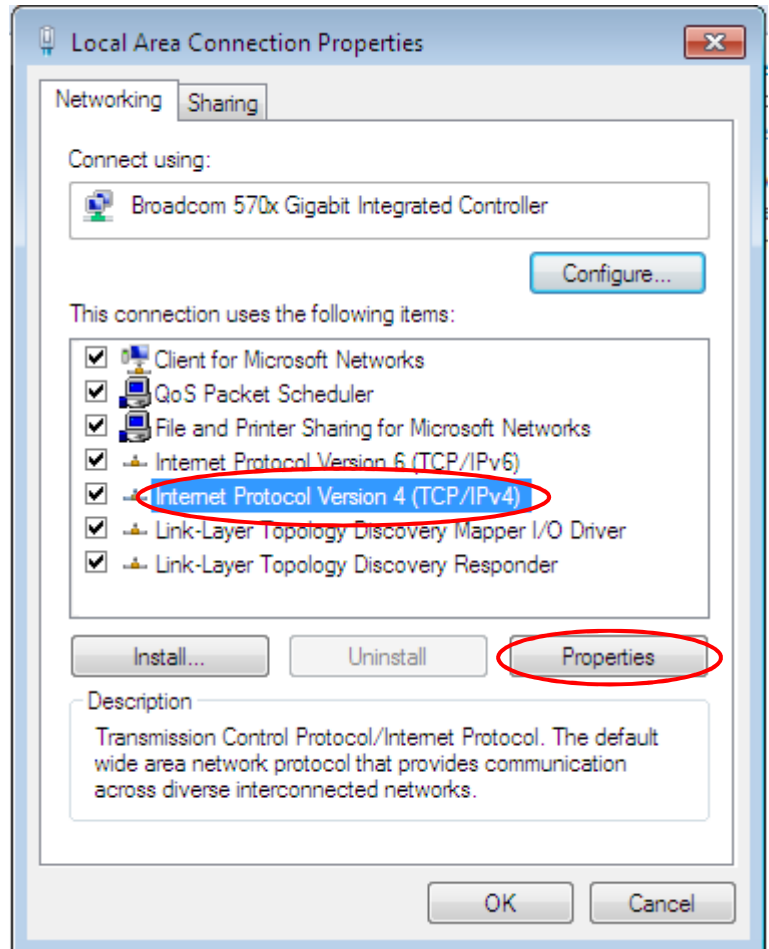 Local Area Connection Properties
Networking
Sharing
Connect using:
Broadcom 570x Gigabit Integrated Controller
Configure...
This connection uses the following items:
Client for Microsoft Networks
QoS Packet Scheduler
File and Printer Sharing for Microsoft Networks
Internet Protocol Version 6 (TCP/IPv6)
Internet Protocol Version 4 (TCP/IPv4)
Link-Layer Topology Discovery Mapper I/O Driver
Link-Layer Topology Discovery Responder
Install...
Uninstall
Properties
Description
Transmission Control Protocol/Internet Protocol. The default
wide area network protocol that provides communication
across diverse interconnected networks.
OK
Cancel